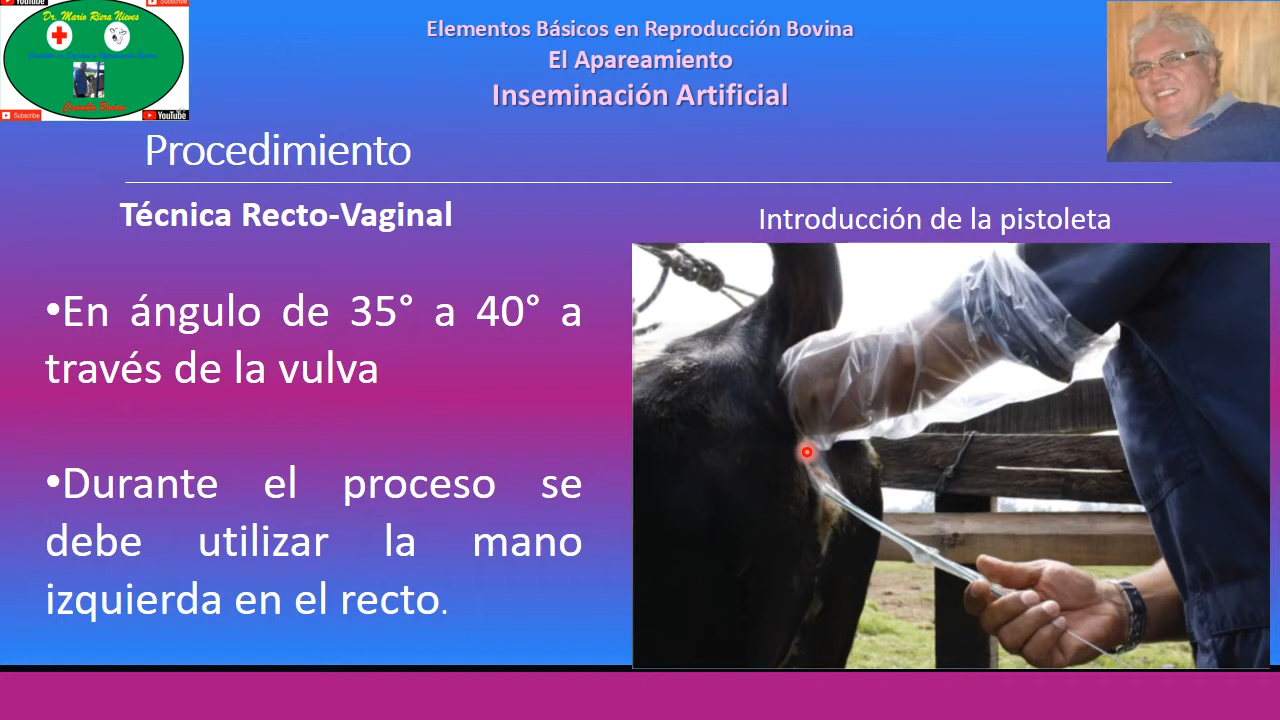 YouTube
Subscribe
Dr. Mario Riera Nieves
Subscribe
YouTube
Elementos Básicos en Reproducción Bovina
El Apareamiento
Inseminación Artificial
Procedimiento
Técnica Recto-Vaginal
Introducción de la pistoleta
•En ángulo de 35° a 40° a
través de la vulva
•Durante el proceso se
debe utilizar la mano
izquierda en el recto.